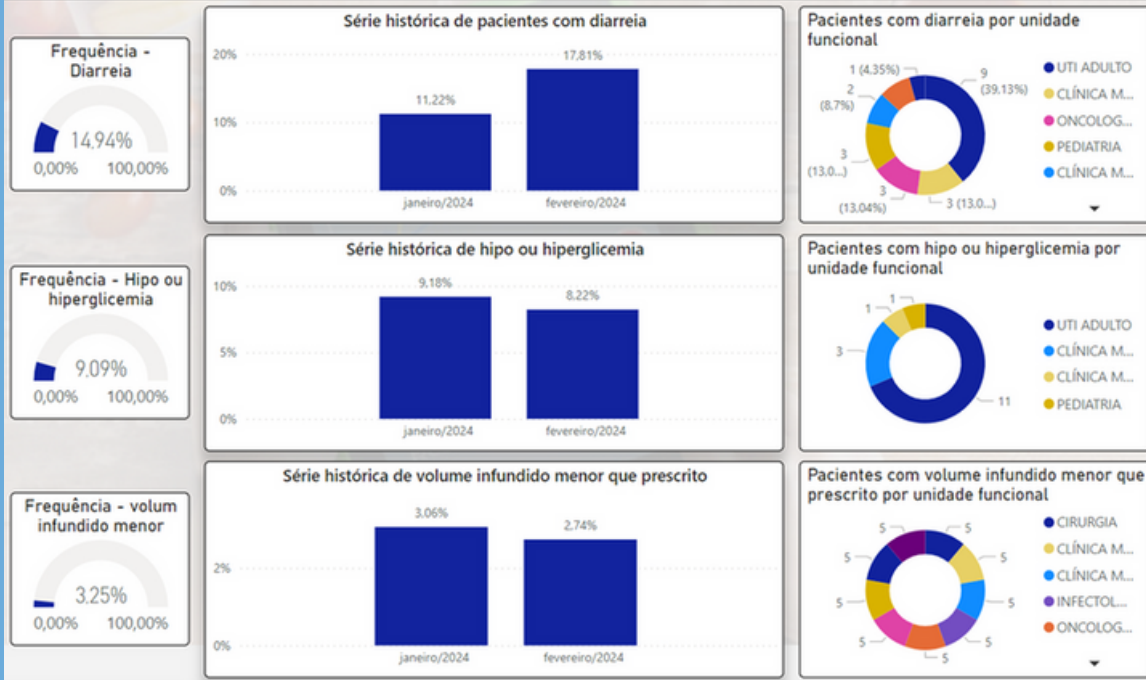 Frequência -
Diarreia
14,94%
0,00% 100,00%
Série histórica de pacientes com diarreia
20%
10%
0%
11,22%
17,81%
janeiro/2024
fevereiro/2024
Pacientes com diarreia por unidade
funcional
1 (4.35%)
2
(8.7%)
3
(13.0...)
3
(13.04%)
3 (13.0...)
9
(39.13%)
UTI ADULTO
CLÍNICA M...
ONCOLOG...
PEDIATRIA
CLÍNICA M...
Frequência - Hipo ou
hiperglicemia
9,09%
0,00% 100,00%
Série histórica de hipo ou hiperglicemia
10%
5%
0%
9,18%
8,22%
janeiro/2024
fevereiro/2024
Pacientes com hipo ou hiperglicemia por
unidade funcional
1
1
3
11
UTI ADULTO
CLÍNICA M...
CLÍNICA M...
PEDIATRIA
Frequência - volum
infundido menor
3,25%
0,00% 100,00%
Série histórica de volume infundido menor que prescrito
2%
0%
3.06%
2,74%
janeiro/2024
fevereiro/2024
Pacientes com volume infundido menor que
prescrito por unidade funcional
5
5
5
5
5
5
5
5
5
CIRURGIA
CLÍNICA M...
CLÍNICA M...
INFECTOL...
ONCOLOG...